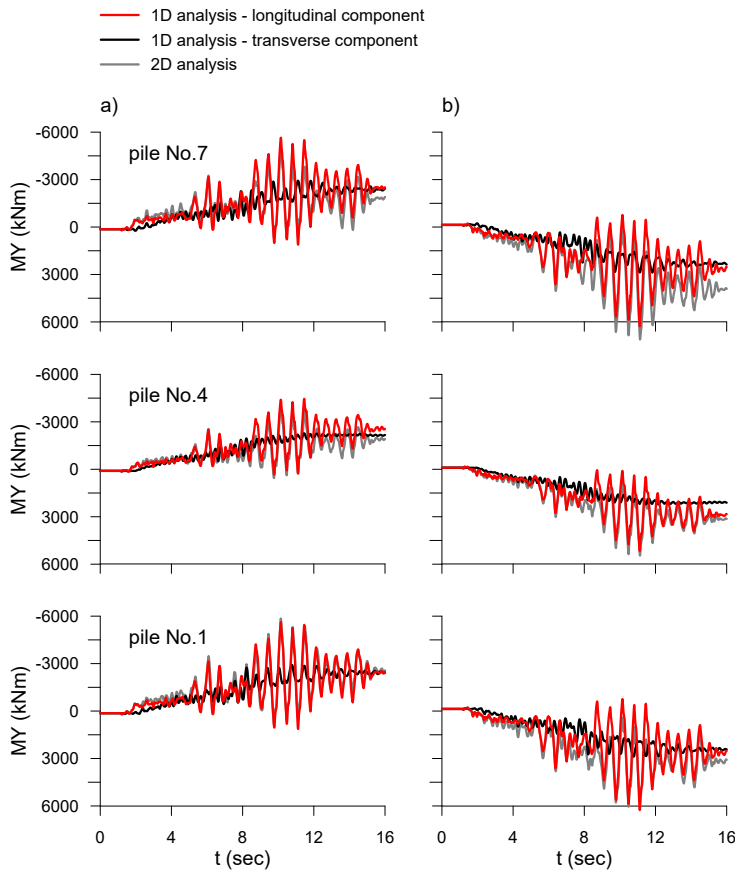 1D analysis - longitudinal component
1D analysis - transverse component
2D analysis
a)
b)
-6000
-3000
0
3000
6000
MY (kNm)
pile No.7
-6000
-3000
0
3000
6000
MY (kNm)
pile No.4
-6000
-3000
0
3000
6000
MY (kNm)
pile No.1
0 4 8 12 16
t (sec)
0 4 8 12 16
t (sec)